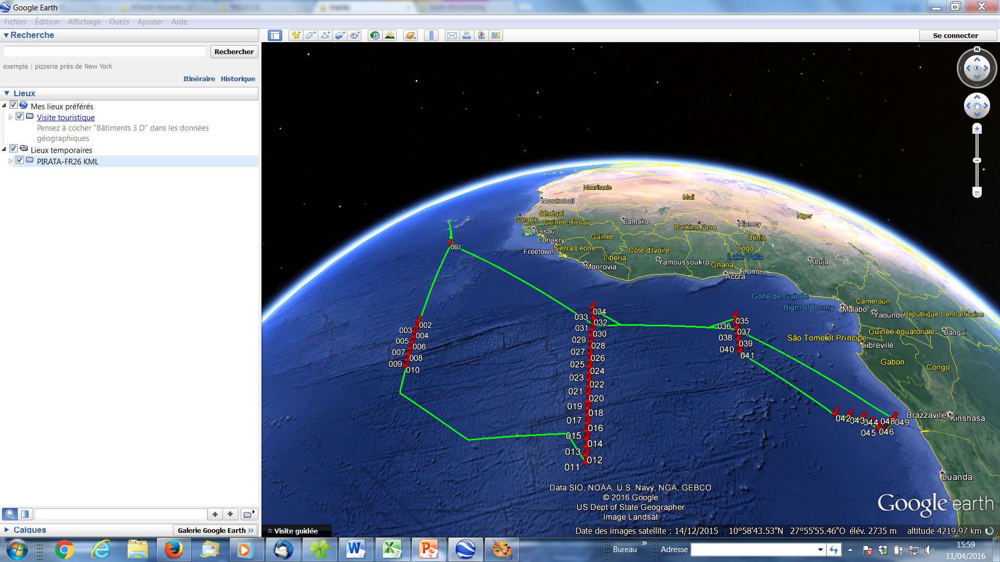 Google Earth
Fichier Édition Affichage Outils Ajouter Aide
Recherche
Rechercher
exemple : pizzeria près de New York
Itinéraire Historique
Lieux
Mes lieux préférés
Visite touristique
Pensez à cocher "Bâtiments 3 D" dans les données
géographiques
Lieux temporaires
PIRATA-FR26 KML
Calques
Galerie Google Earth »
Se connecter
N
Mauritanie
Mali
Nouakchott
Niger
Sénégal
Gambie
Guinée-Bissau
Bamako
Burkina Faso
Niamey
Bissau
Guinée
Bénin
Conakry
Sierra Leone
Côte d'Ivoire
Togo
Freetown
Libéria
Lake Volta
Yamoussoukro
Ghana
Abuja
Monrovia
Lomé
Accra
Golfe de Guinée
Bight of Bonny
Cameroun
Malabo
Yaoundé
République Centrafricaine
Guinée-équatoriale
Bangui
São Tomé et Príncipe
Libreville
Gabon
Congo
Brazzaville
Kinshasa
Luanda
001
002
003
004
005
006
007
008
009
010
034
033
032
031
030
029
028
027
026
025
024
023
022
021
020
019
018
017
016
015
014
013
012
011
035
036
037
038
039
040
041
042
043
044
048
049
045
046
Data SIO, NOAA, U.S. Navy, NGA, GEBCO
© 2016 Google
US Dept of State Geographer
Image Landsat
Google earth
Visite guidée
Date des images satellite : 14/12/2015 10°58'43.53"N 27°55'55.46"O élév. 2735 m altitude 4219.97 km
Bureau » Adresse
15:59
11/04/2016